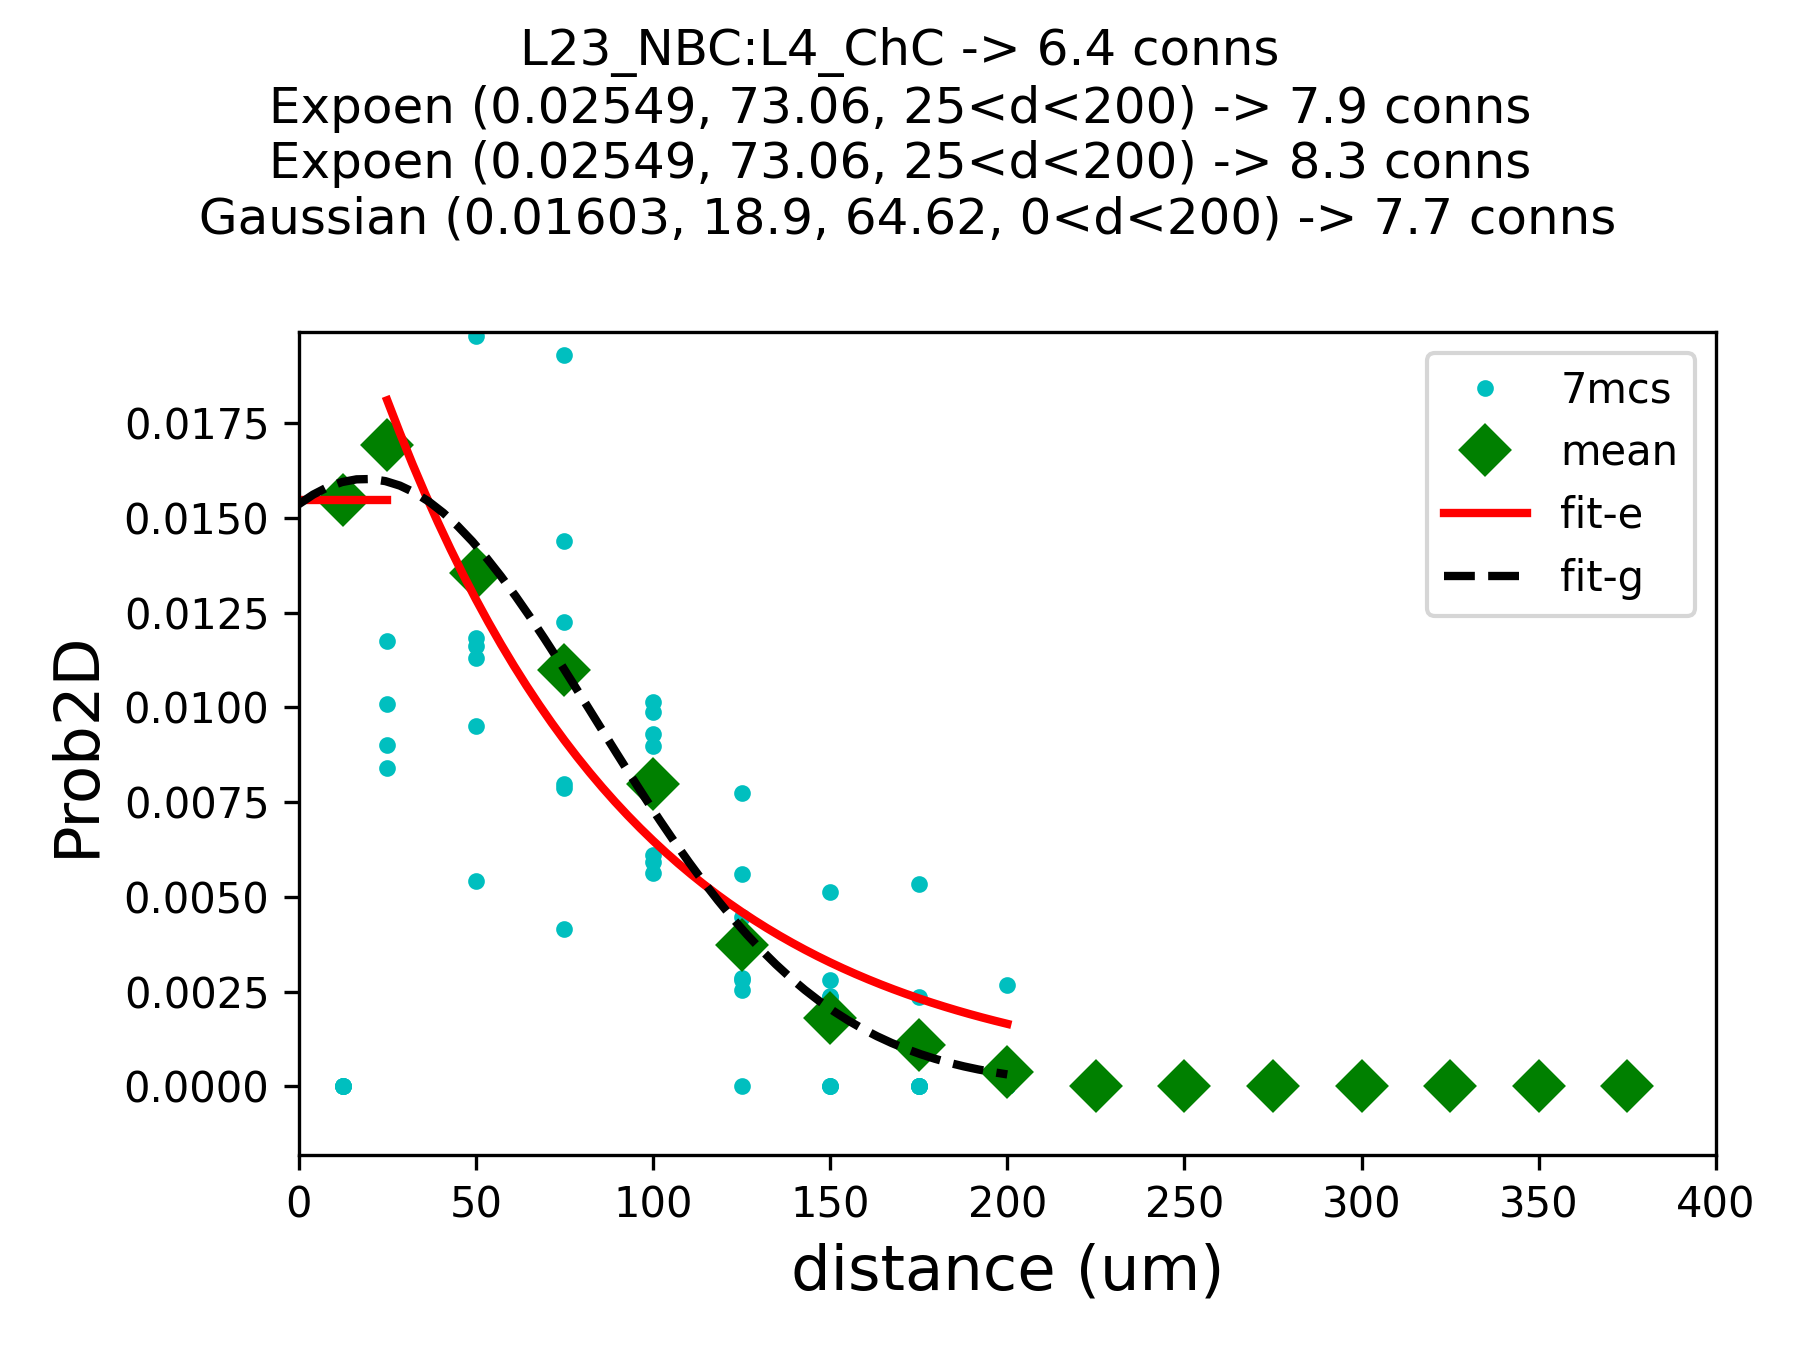 L23_NBC:L4_ChC -> 6.4 conns
Expoen (0.02549, 73.06, 25<d<200) -> 7.9 conns
Expoen (0.02549, 73.06, 25<d<200) -> 8.3 conns
Gaussian (0.01603, 18.9, 64.62, 0<d<200) -> 7.7 conns
7mcs
mean
fit-e
fit-g
Prob2D
0.0175
0.0150
0.0125
0.0100
0.0075
0.0050
0.0025
0.0000
0 50 100 150 200 250 300 350 400
distance (um)